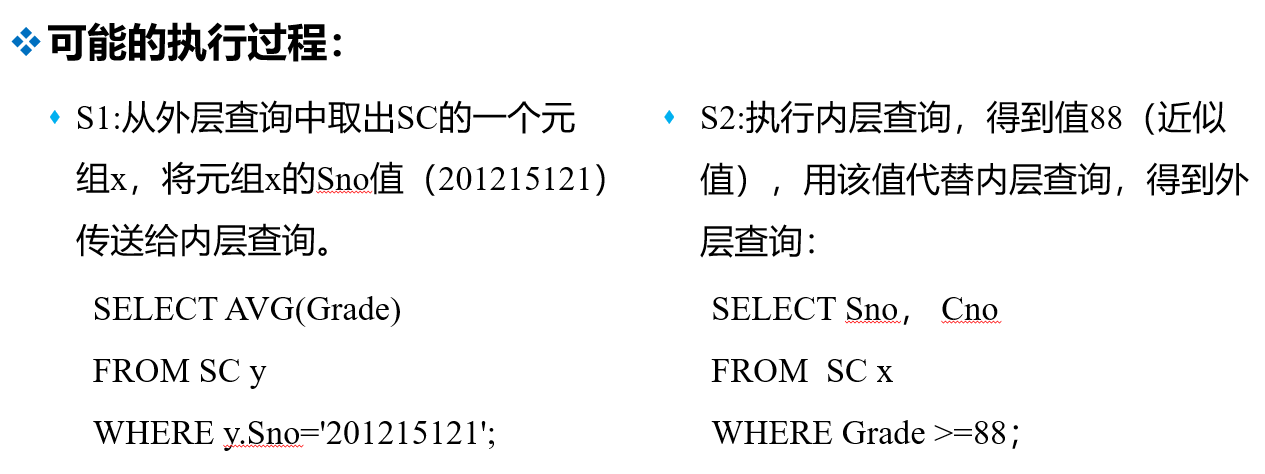 可能的执行过程：
S1:从外层查询中取出SC的一个元
组x，将元组x的Sno值（201215121）
传送给内层查询。
SELECT AVG(Grade)
FROM SC y
WHERE y.Sno='201215121';
S2:执行内层查询，得到值88（近似
值），用该值代替内层查询，得到外
层查询：
SELECT Sno， Cno
FROM SC x
WHERE Grade >=88；